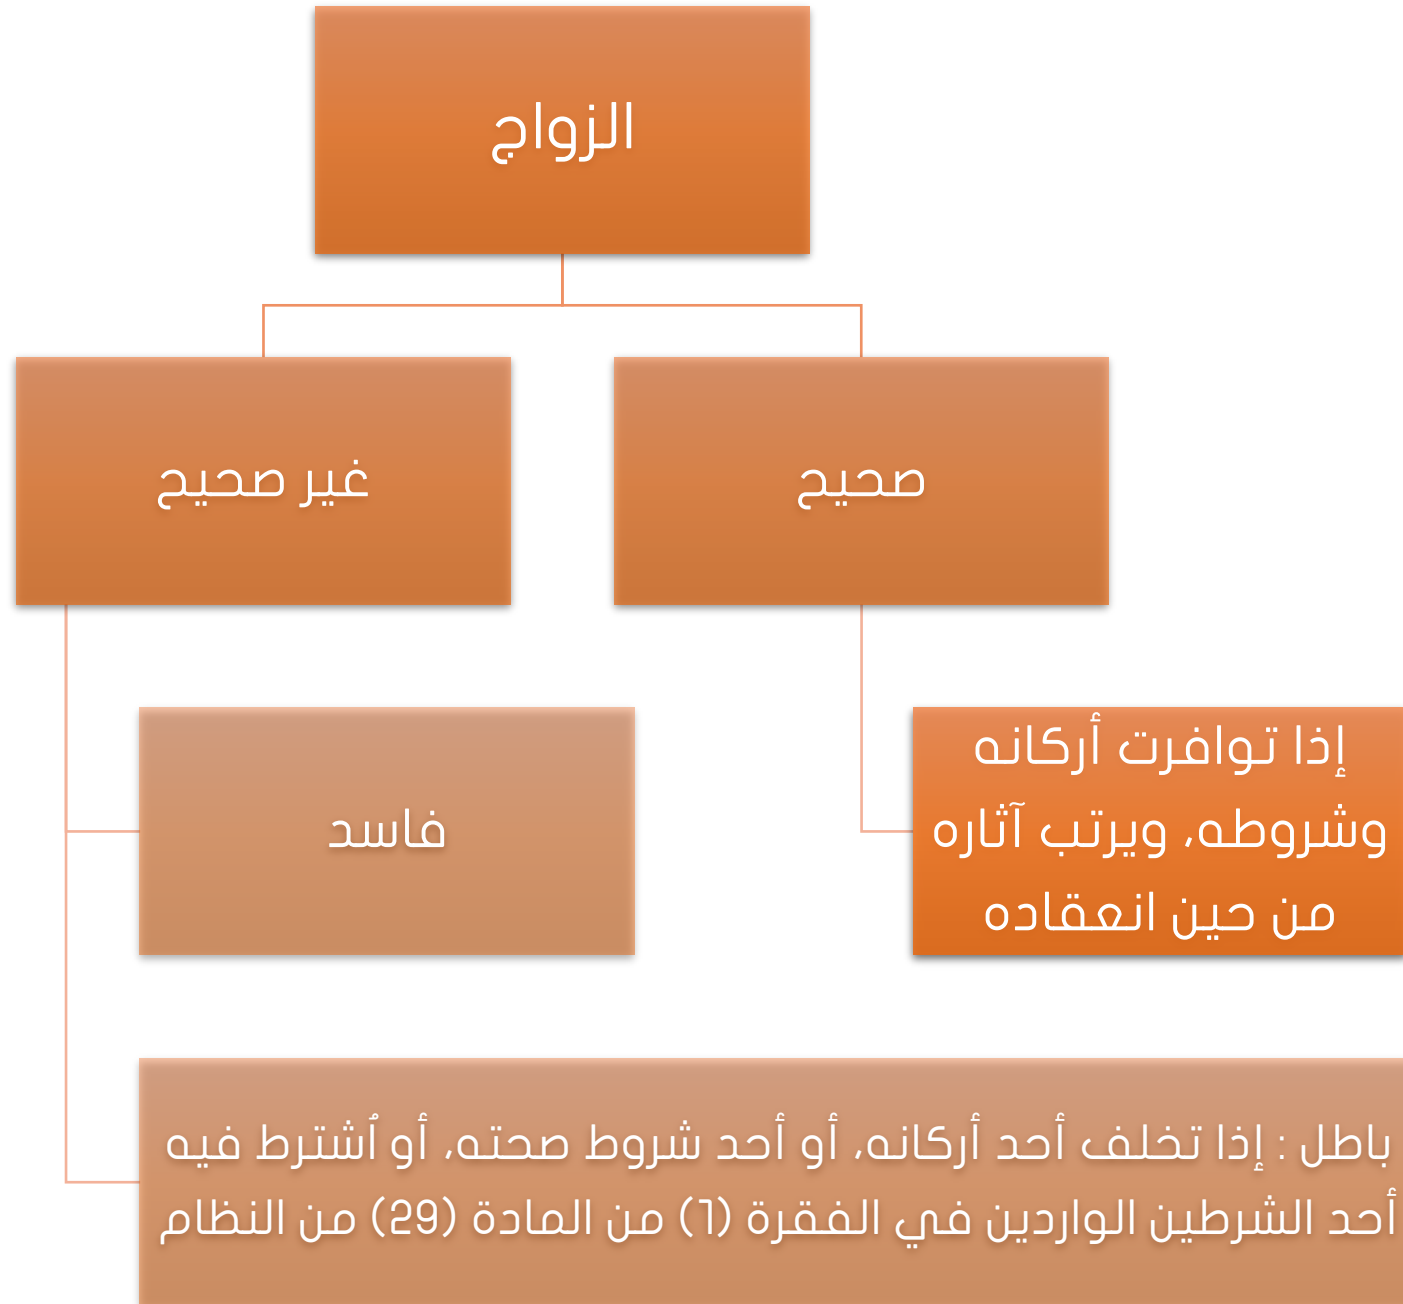 الزواج
صحيح
غير صحيح
إذا توافرت أركانه
وشروطه، ويرتب آثاره
من حين انعقاده
فاسد
باطل : إذا تخلف أحد أركانه، أو أحد شروط صحته، أو اُشترط فيه
أحد الشرطين الواردين في الفقرة (1) من المادة (29) من النظام